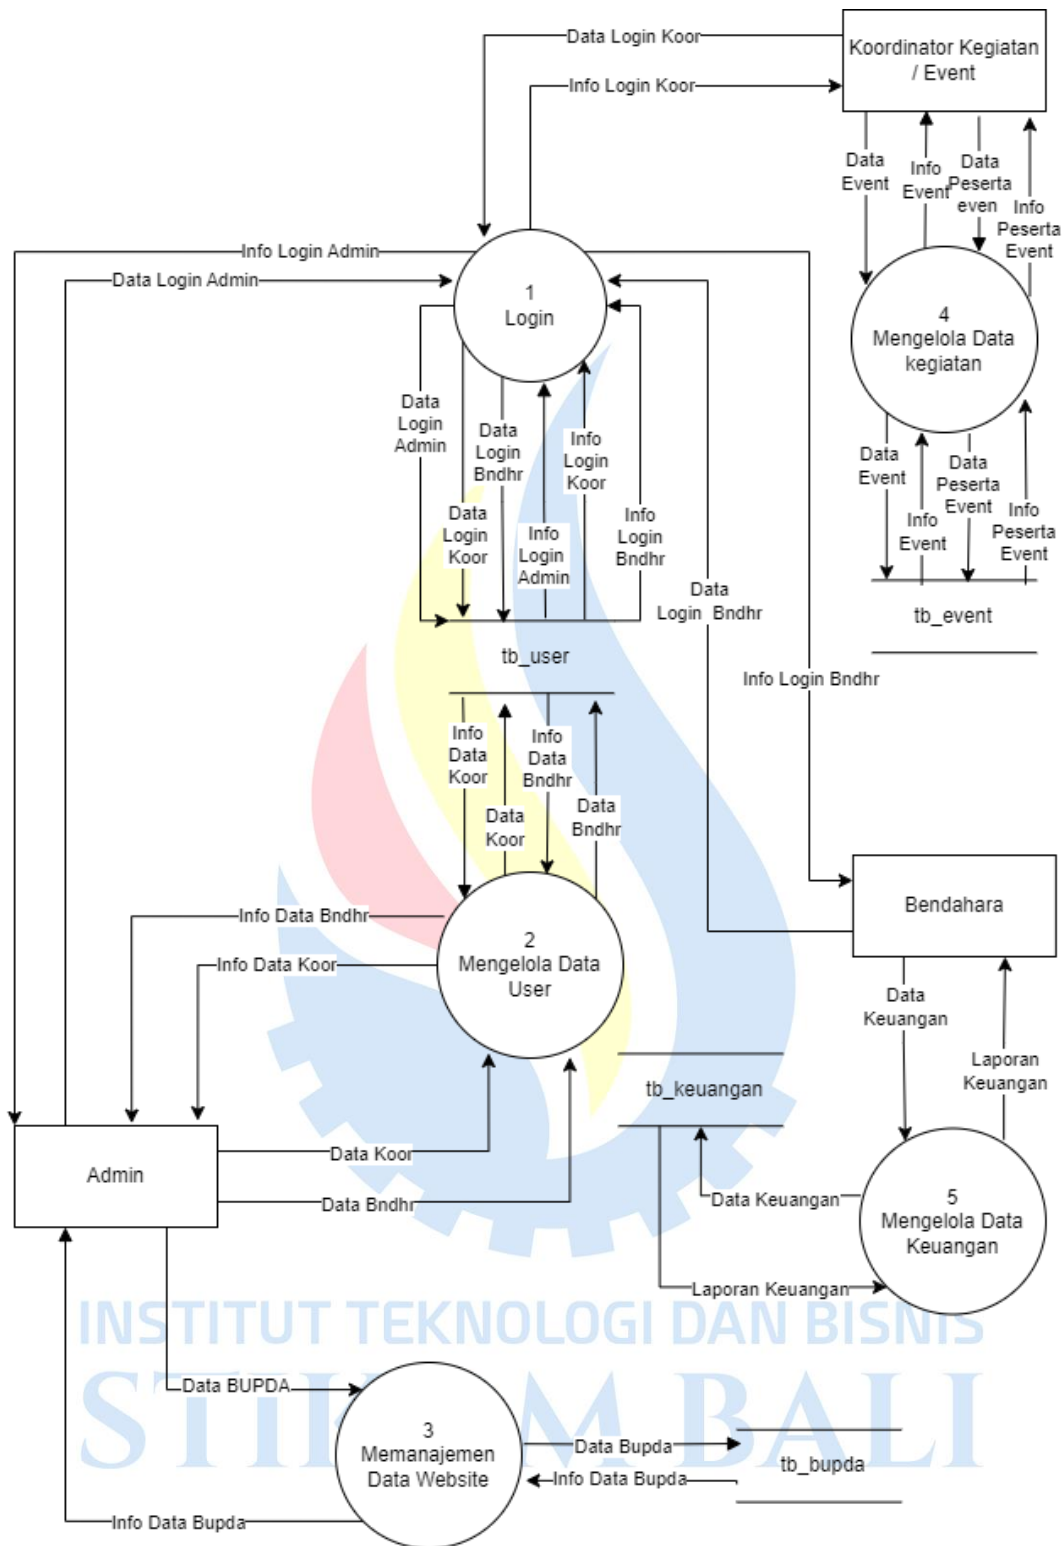 Data Login Koor
Koordinator Kegiatan
/ Event
Info Login Koor
Data
Event
Info
Event
Data
Peserta
even
Info
Peserta
Event
Info Login Admin
Data Login Admin
1
Login
4
Mengelola Data
kegiatan
Data
Login
Admin
Data
Login
Koor
Data
Login
Bndhr
Info
Login
Admin
Info
Login
Koor
Info
Login
Bndhr
Data
Event
Info
Event
Data
Peserta
Event
Info
Peserta
Event
Data
Login Bndhr
tb_event
tb_user
Info Login Bndhr
Info
Data
Koor
Data
Koor
Info
Data
Bndhr
Data
Bndhr
Bendahara
Info Data Bndhr
Info Data Koor
2
Mengelola Data
User
Data
Keuangan
Laporan
Keuangan
tb_keuangan
Admin
Data Koor
Data Bndhr
Data Keuangan
5
Mengelola Data
Keuangan
Laporan Keuangan
INSTITUT TEKNOLOGI DAN BISNIS
STIKOM BALI
Data BUPDA
3
Memanajemen
Data Website
Data Bupda
Info Data Bupda
tb_bupda
Info Data Bupda